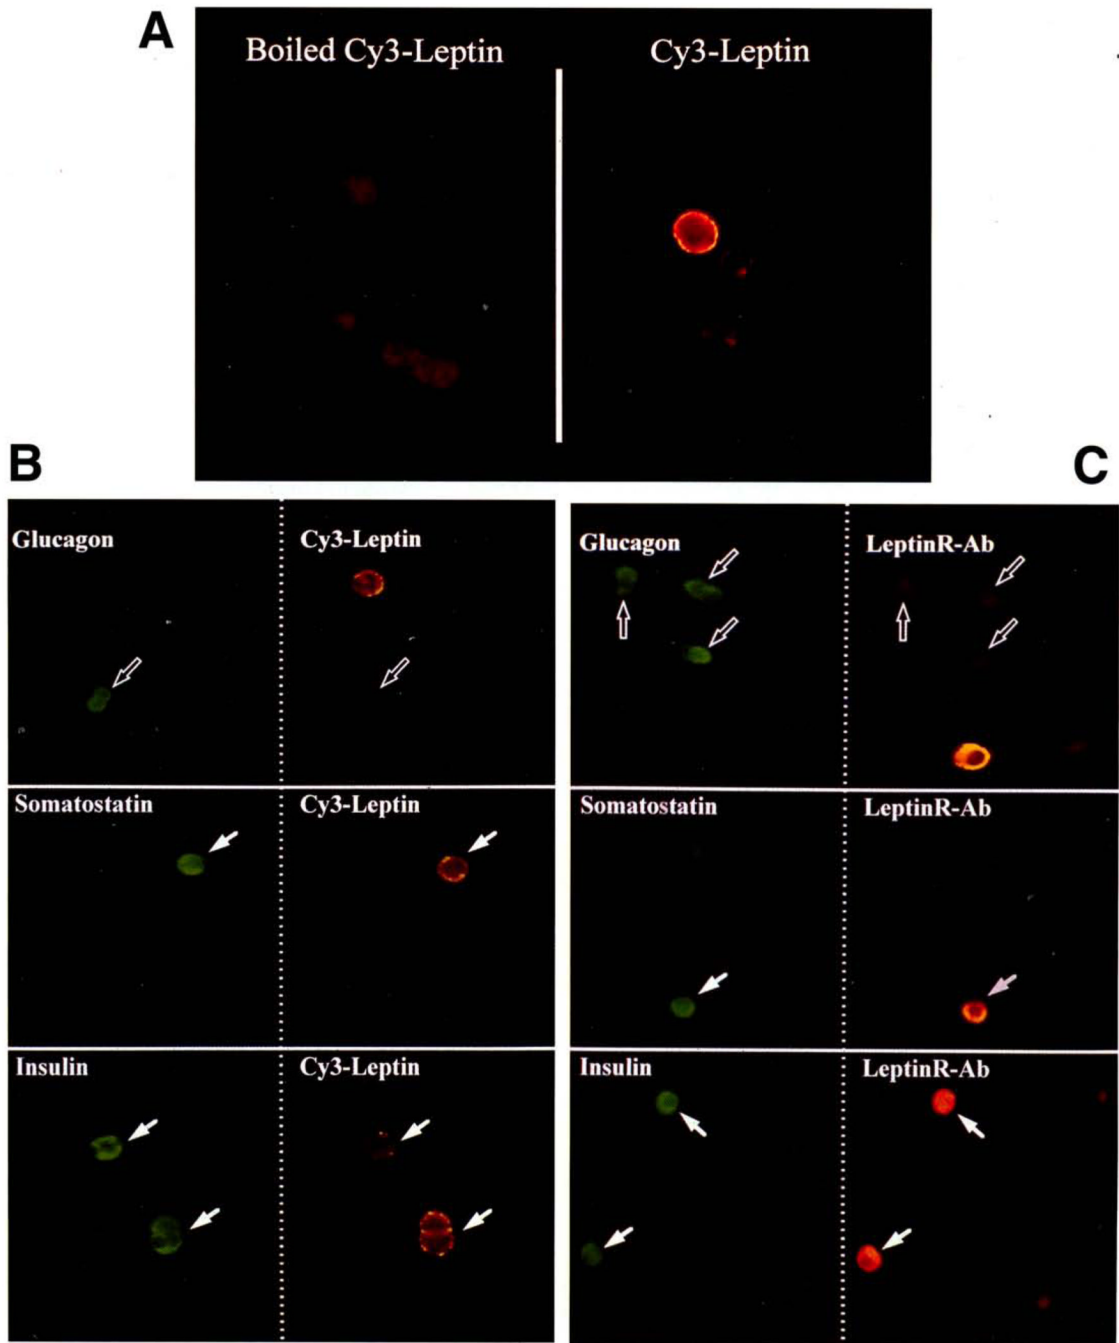 A
Boiled Cy3-Leptin Cy3-Leptin
B
Glucagon Cy3-Leptin
Somatostatin Cy3-Leptin
Insulin Cy3-Leptin
C
Glucagon LeptinR-Ab
Somatostatin LeptinR-Ab
Insulin LeptinR-Ab